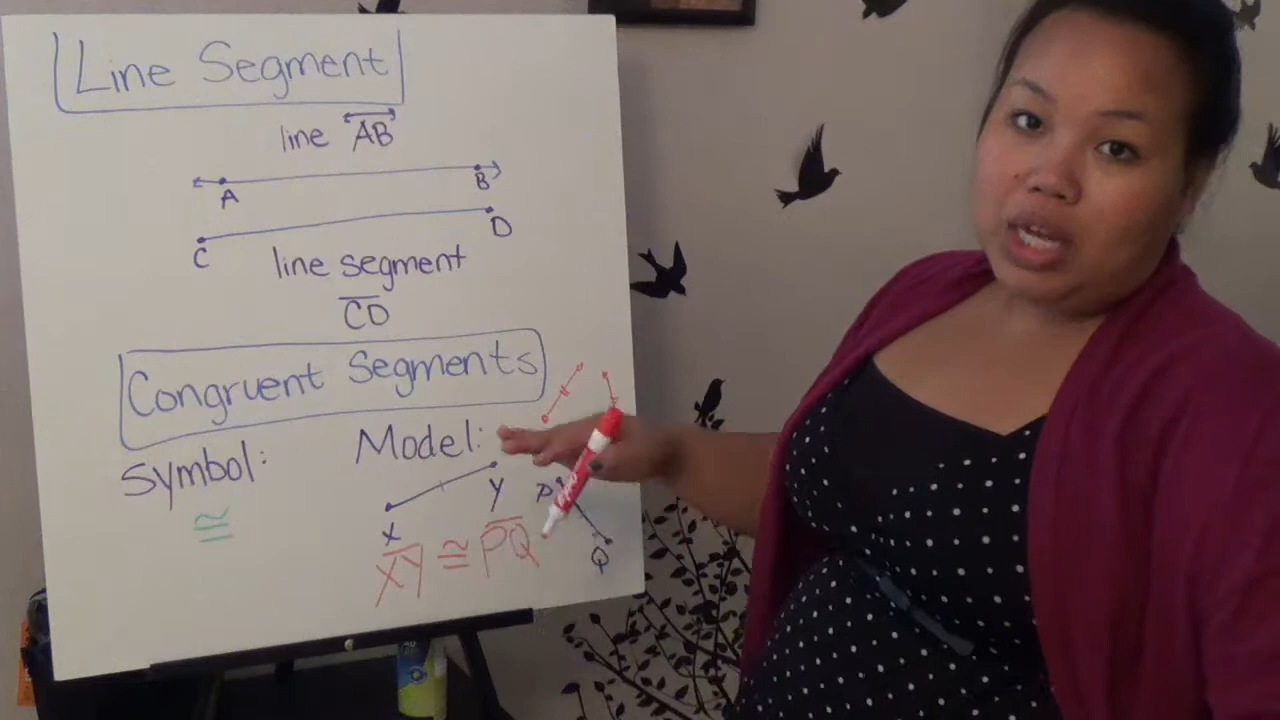 Line Segment
line AB
A B
C D
line segment
CD
Congruent Segments
Symbol: Model:
≅
X Y P Q
XY ≅ PQ